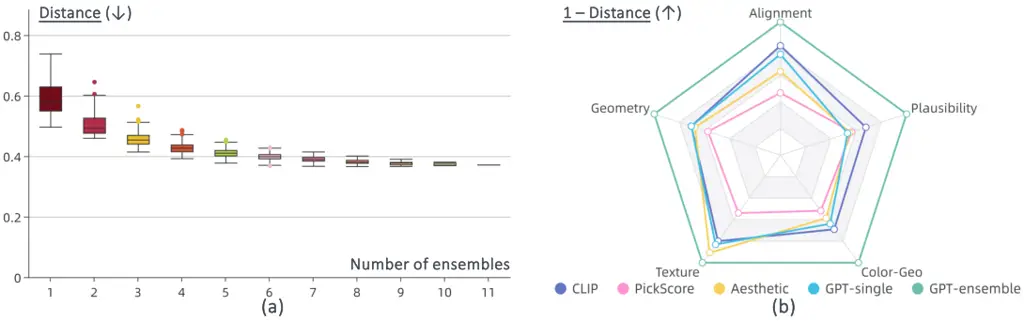 Distance (↓)
0.8
0.6
0.4
0.2
0
Number of ensembles
1 2 3 4 5 6 7 8 9 10 11
(a)
1 – Distance (↑)
Alignment
Geometry
Plausibility
Texture
Color-Geo
CLIP PickScore Aesthetic GPT-single GPT-ensemble
(b)